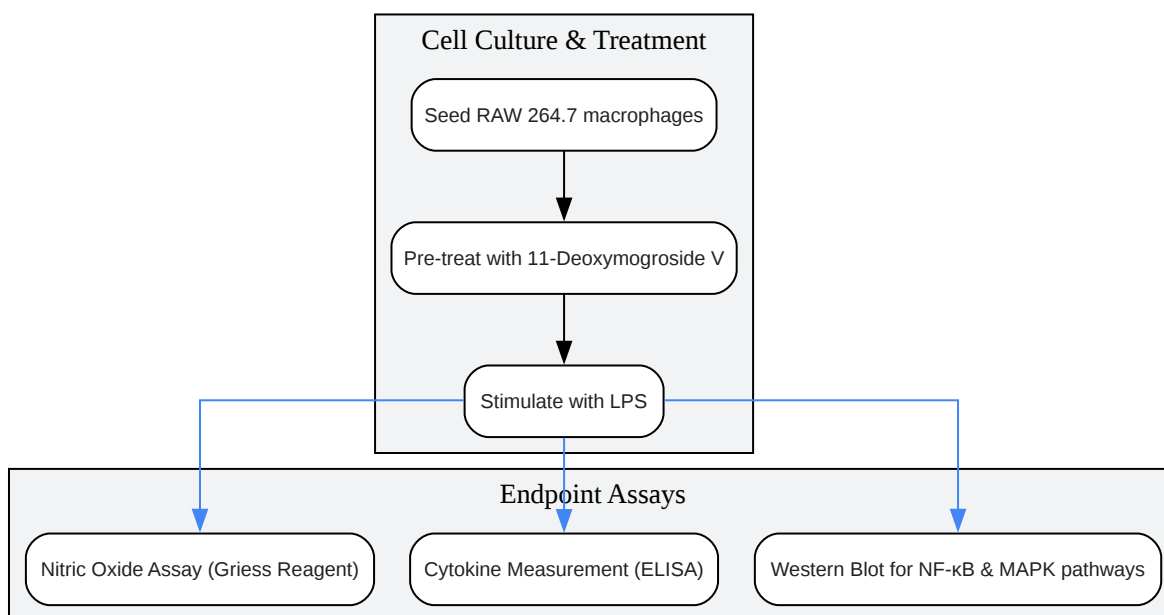 Cell Culture & Treatment
Seed RAW 264.7 macrophages
Pre-treat with 11-Deoxymogroside V
Stimulate with LPS
Endpoint Assays
Nitric Oxide Assay (Griess Reagent)
Cytokine Measurement (ELISA)
Western Blot for NF-κB & MAPK pathways